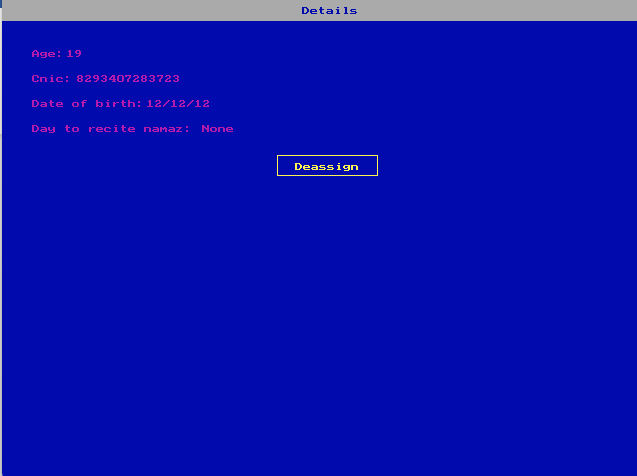 Details
Age: 19
Cnic: 8293407283723
Date of birth: 12/12/12
Day to recite namaz: None
Deassign